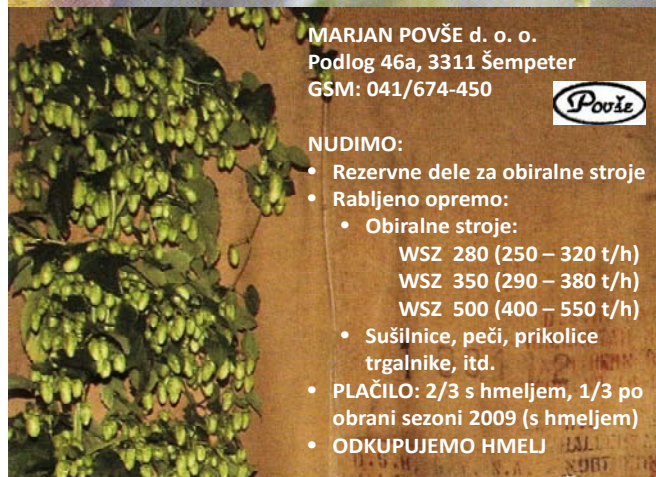 MARJAN POVŠE d. o. o.
Podlog 46a, 3311 Šempeter
GSM: 041/674-450
Povše
NUDIMO:
• Rezervne dele za obiralne stroje
• Rabljeno opremo:
• Obiralne stroje:
WSZ 280 (250 – 320 t/h)
WSZ 350 (290 – 380 t/h)
WSZ 500 (400 – 550 t/h)
• Sušilnice, peči, prikolice
trgalnike, itd.
• PLAČILO: 2/3 s hmeljem, 1/3 po
obrani sezoni 2009 (s hmeljem)
• ODKUPUJEMO HMELJ